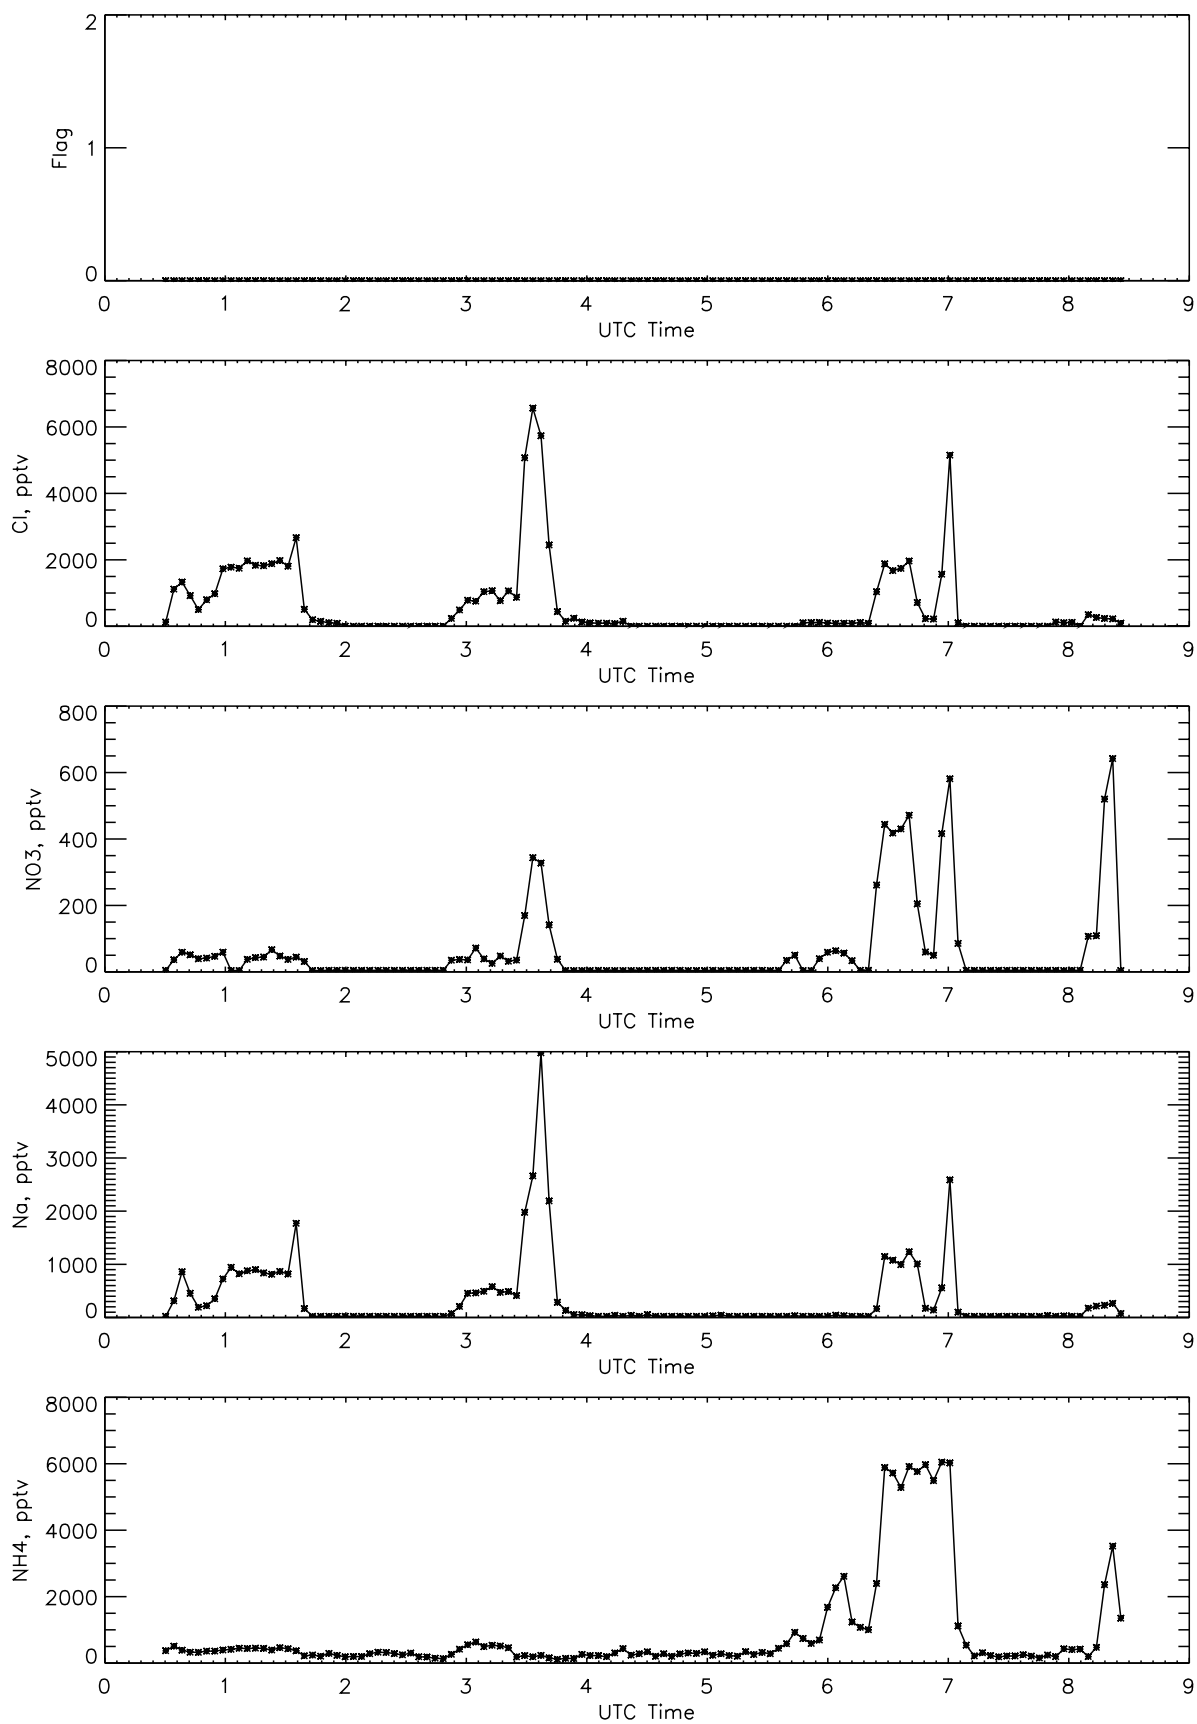 2
1
0
Flag
0 1 2 3 4 5 6 7 8 9
UTC Time
8000
6000
4000
2000
0
Cl, pptv
0 1 2 3 4 5 6 7 8 9
UTC Time
800
600
400
200
0
NO3, pptv
0 1 2 3 4 5 6 7 8 9
UTC Time
5000
4000
3000
2000
1000
0
Na, pptv
0 1 2 3 4 5 6 7 8 9
UTC Time
8000
6000
4000
2000
0
NH4, pptv
0 1 2 3 4 5 6 7 8 9
UTC Time